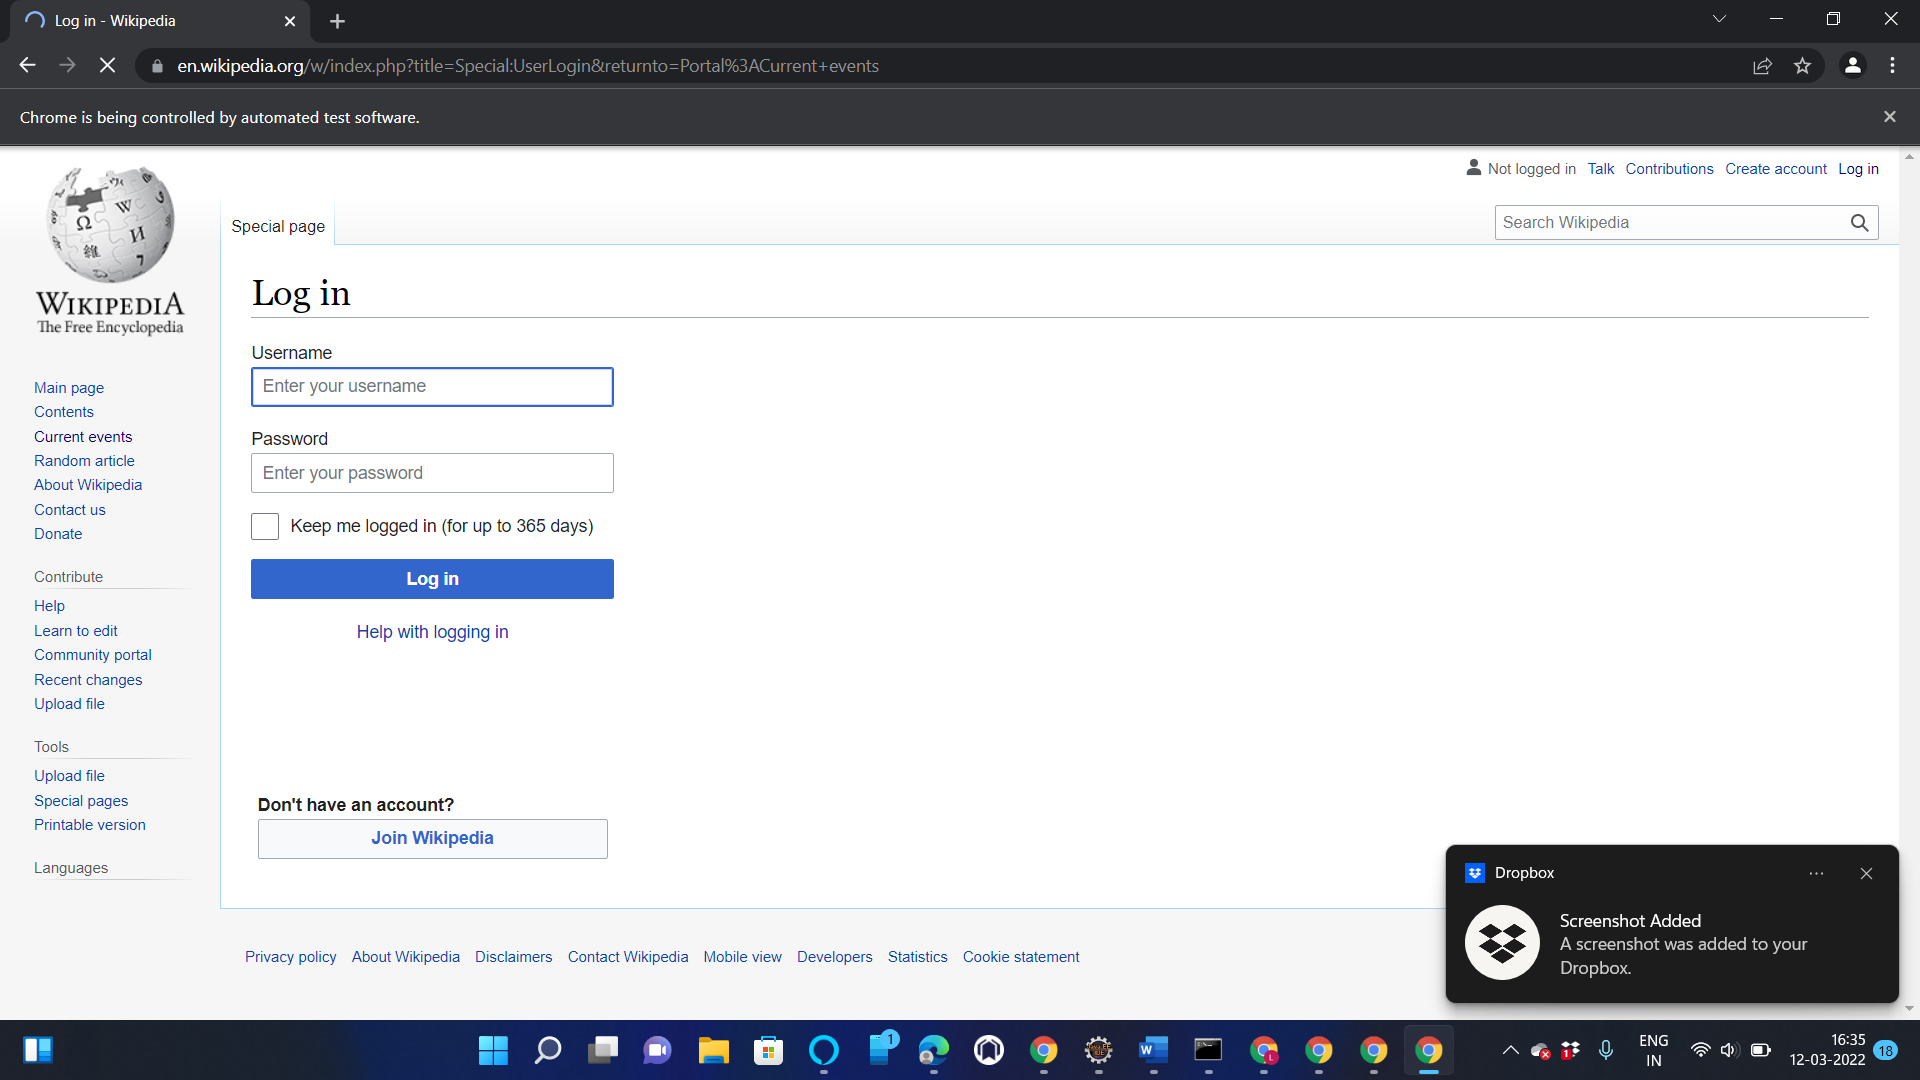 Log in - Wikipedia
en.wikipedia.org/w/index.php?title=Special:UserLogin&returnto=Portal%3ACurrent+events
Chrome is being controlled by automated test software.
Not logged in Talk Contributions Create account Log in
Special page
Search Wikipedia
WIKIPEDIA
The Free Encyclopedia
Main page
Contents
Current events
Random article
About Wikipedia
Contact us
Donate
Contribute
Help
Learn to edit
Community portal
Recent changes
Upload file
Tools
Upload file
Special pages
Printable version
Languages
Log in
Username
Enter your username
Password
Enter your password
Keep me logged in (for up to 365 days)
Log in
Help with logging in
Don't have an account?
Join Wikipedia
Privacy policy About Wikipedia Disclaimers Contact Wikipedia Mobile view Developers Statistics Cookie statement
Dropbox
Screenshot Added
A screenshot was added to your
Dropbox.
1
W
L
1
ENG
IN
16:35
12-03-2022
18